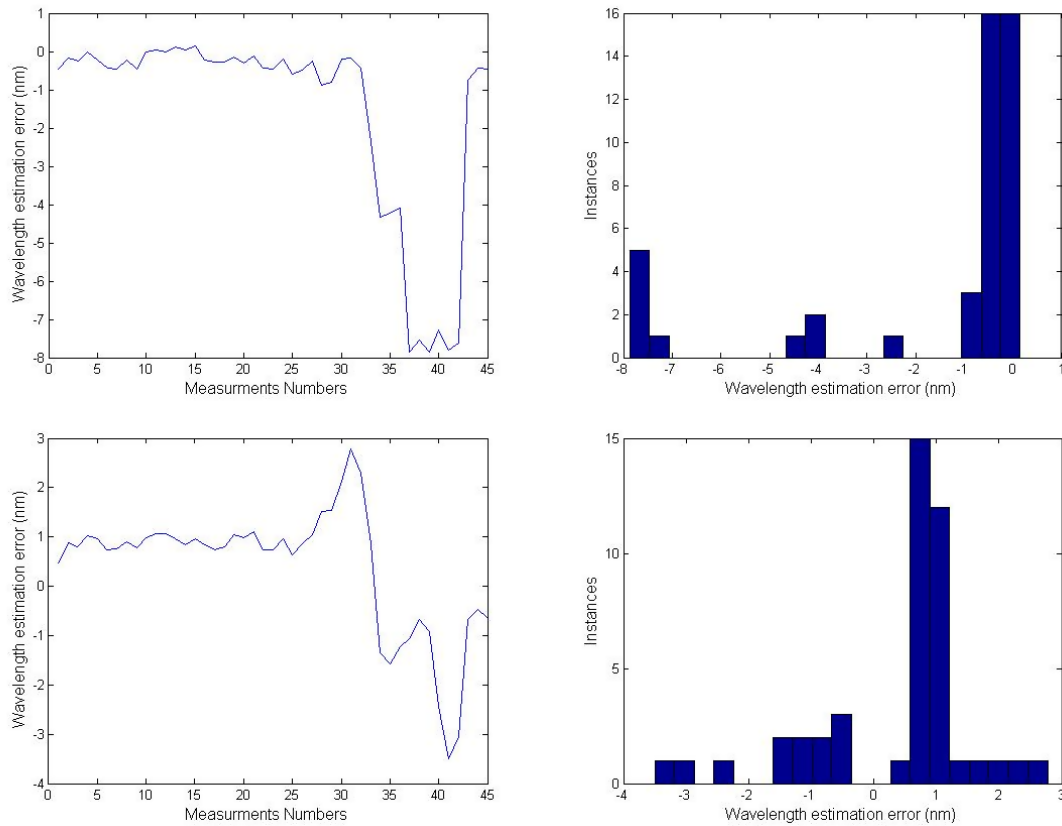 Wavelength estimation error (nm)
1
0
-1
-2
-3
-4
-5
-6
-7
-8
0 5 10 15 20 25 30 35 40 45
Measurments Numbers
Instances
16
14
12
10
8
6
4
2
0
-8 -7 -6 -5 -4 -3 -2 -1 0 1
Wavelength estimation error (nm)
Wavelength estimation error (nm)
3
2
1
0
-1
-2
-3
-4
0 5 10 15 20 25 30 35 40 45
Measurments Numbers
Instances
15
10
5
0
-4 -3 -2 -1 0 1 2 3
Wavelength estimation error (nm)